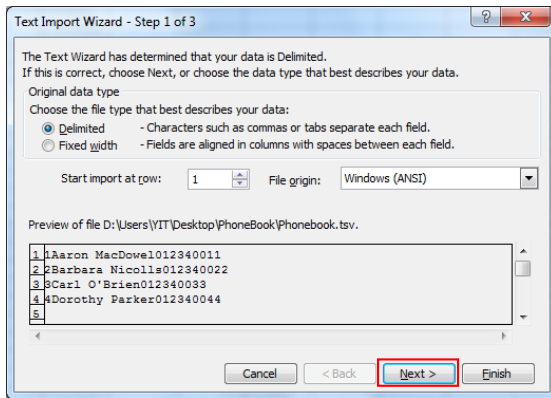 Text Import Wizard - Step 1 of 3
The Text Wizard has determined that your data is Delimited.
If this is correct, choose Next, or choose the data type that best describes your data.
Original data type
Choose the file type that best describes your data:
Delimited - Characters such as commas or tabs separate each field.
Fixed width - Fields are aligned in columns with spaces between each field.
Start import at row: 1 File origin: Windows (ANSI)
Preview of file D:\Users\YIT\Desktop\PhoneBook\Phonebook.tsv.
1 1Aaron MacDowel012340011
2 2Barbara Nicolls012340022
3 3Carl O'Brien012340033
4 4Dorothy Parker012340044
5
Cancel < Back Next > Finish